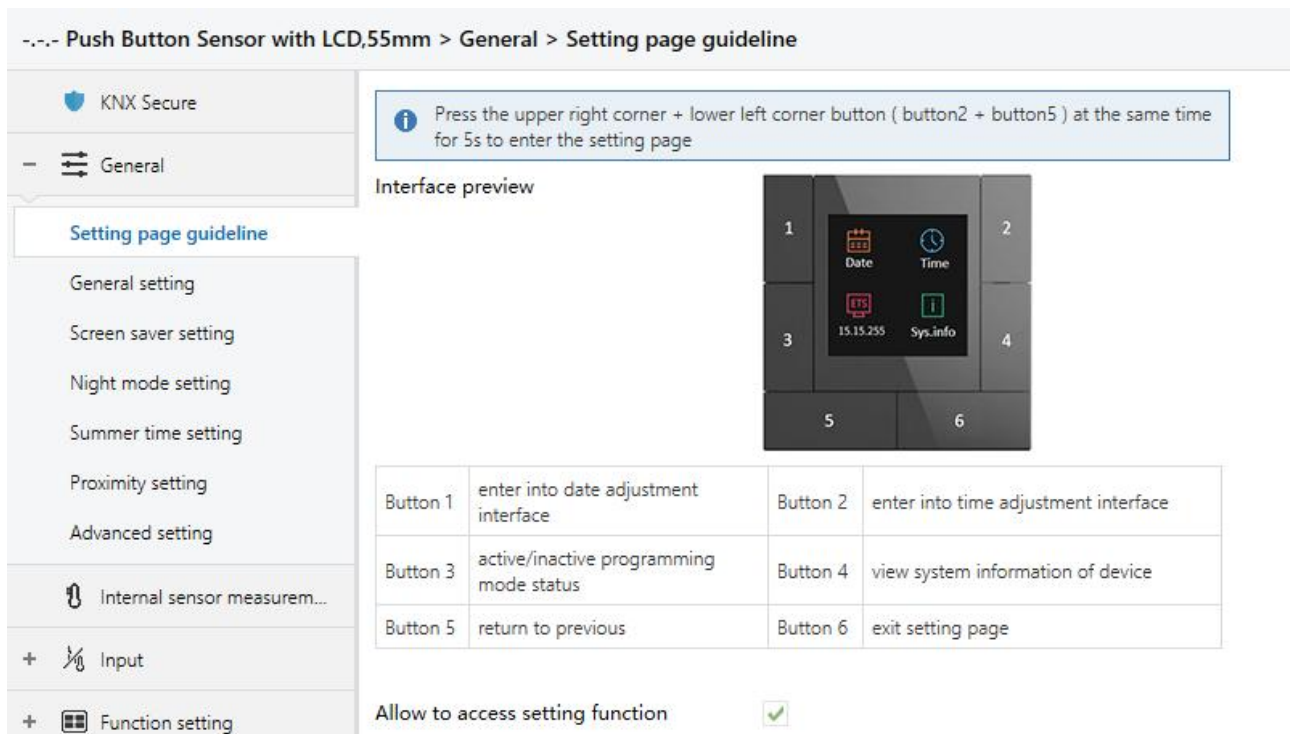 -.-.- Push Button Sensor with LCD,55mm > General > Setting page guideline
KNX Secure
General
Setting page guideline
General setting
Screen saver setting
Night mode setting
Summer time setting
Proximity setting
Advanced setting
Internal sensor measurem...
Input
Function setting
Press the upper right corner + lower left corner button ( button2 + button5 ) at the same time
for 5s to enter the setting page
Interface preview
1
2
Date
Time
ETS
15.15.255
Sys.info
3
4
5
6
Button 1
enter into date adjustment
interface
Button 2
enter into time adjustment interface
Button 3
active/inactive programming
mode status
Button 4
view system information of device
Button 5
return to previous
Button 6
exit setting page
Allow to access setting function